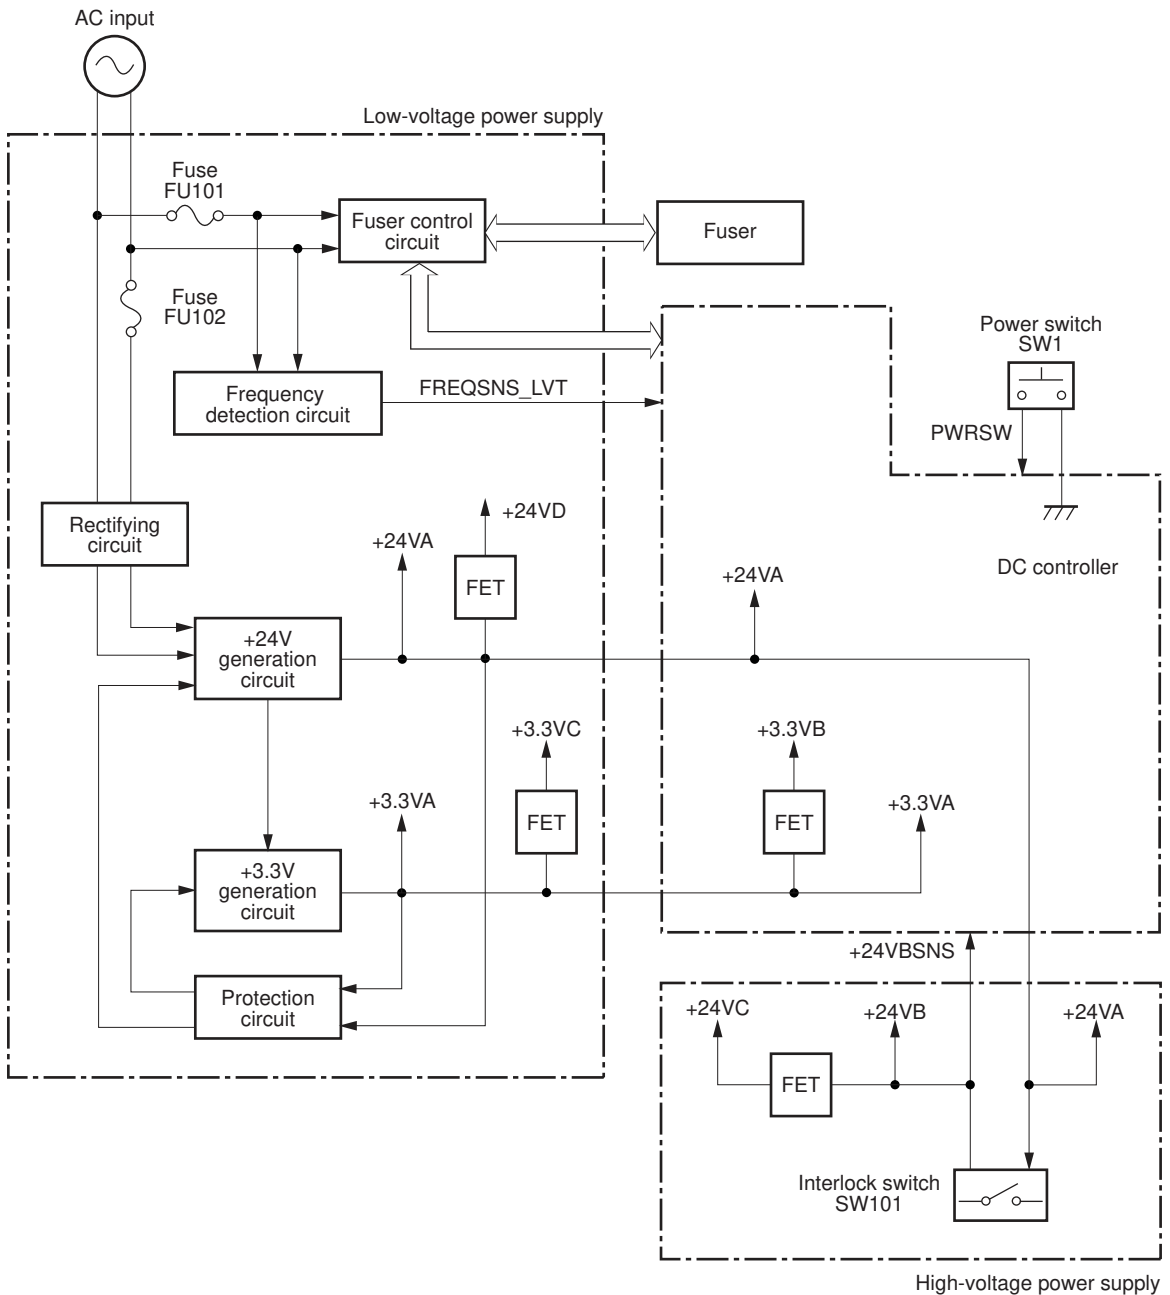 AC input
Low-voltage power supply
Fuse
FU101
Fuser control
circuit
Fuser
Fuse
FU102
Power switch
SW1
Frequency
detection circuit
FREQSNS_LVT
PWRSW
Rectifying
circuit
+24VD
+24VA
FET
+24VA
DC controller
+24V
generation
circuit
+3.3VC
+3.3VB
+3.3VA
FET
FET
+3.3VA
+3.3V
generation
circuit
+24VBSNS
Protection
circuit
+24VC
+24VB
+24VA
FET
Interlock switch
SW101
High-voltage power supply